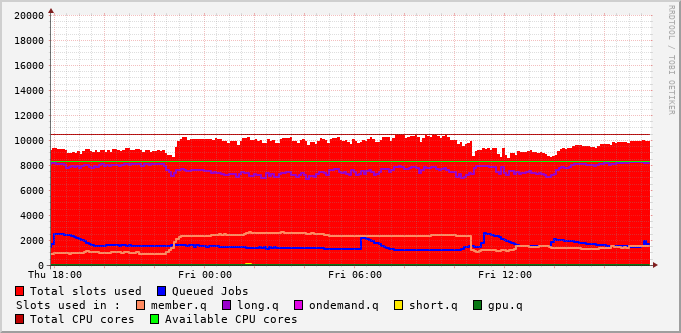 20000
18000
16000
14000
12000
10000
8000
6000
4000
2000
0
Thu 18:00 Fri 00:00 Fri 06:00 Fri 12:00
RRDTOOL / TOBI OETIKER
Total slots used Queued Jobs
Slots used in : member.q long.q ondemand.q short.q gpu.q
Total CPU cores Available CPU cores